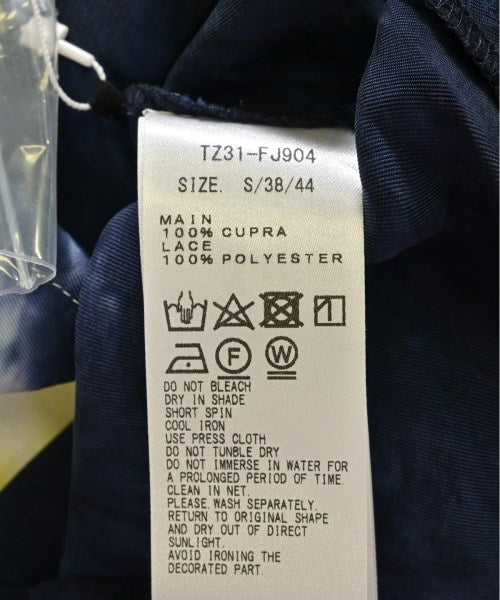 TZ31-FJ904
SIZE. S/38/44
MAIN
100% CUPRA
LACE
100% POLYESTER
F W
DO NOT BLEACH
DRY IN SHADE
SHORT SPIN
COOL IRON
USE PRESS CLOTH
DO NOT TUNBLE DRY
DO NOT IMMERSE IN WATER FOR
A PROLONGED PERIOD OF TIME
CLEAN IN NET.
PLEASE.WASH SEPARATELY.
RETURN TO ORIGINAL SHAPE
AND DRY OUT OF DIRECT
SUNLIGHT.
AVOID IRONING THE
DECORATED PART.